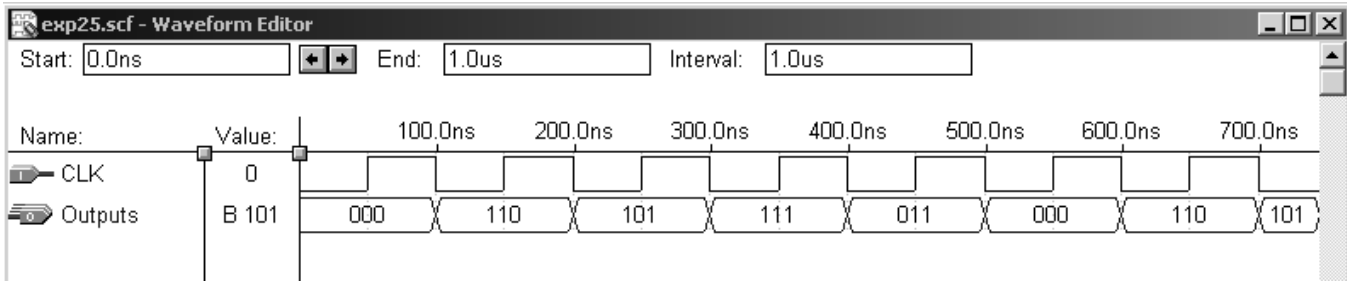 exp25.scf - Waveform Editor
Start: 0.0ns End: 1.0us Interval: 1.0us
Name: Value: 100.0ns 200.0ns 300.0ns 400.0ns 500.0ns 600.0ns 700.0ns
CLK 0
Outputs B 101 000 110 101 111 011 000 110 101